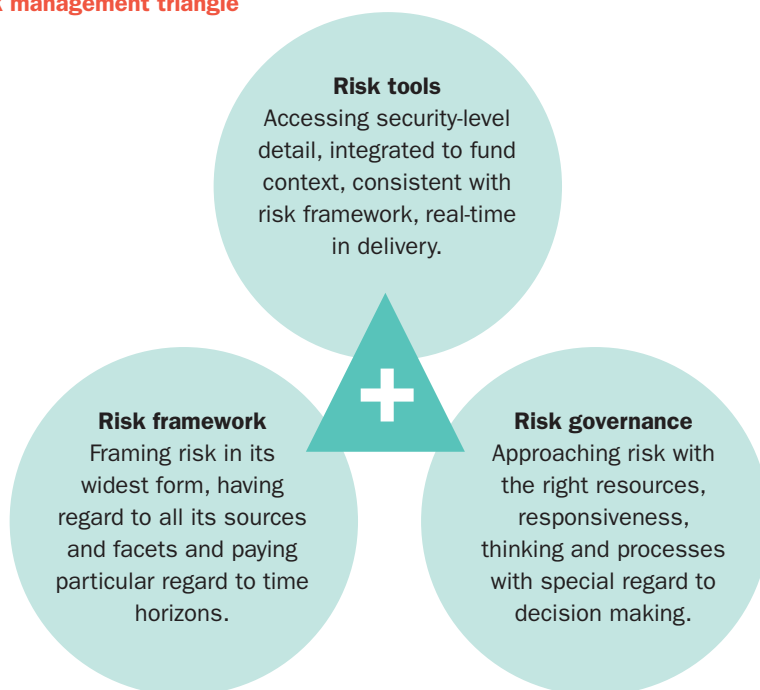 management triangle
Risk tools
Accessing security-level
detail, integrated to fund
context, consistent with
risk framework, real-time
in delivery.
Risk framework
Framing risk in its
widest form, having
regard to all its sources
and facets and paying
particular regard to time
horizons.
Risk governance
Approaching risk with
the right resources,
responsiveness,
thinking and processes
with special regard to
decision making.